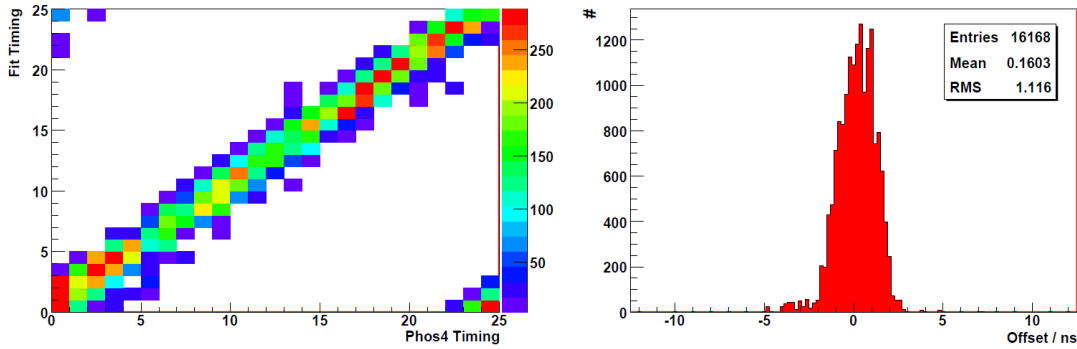 Fit Timing
25
20
15
10
5
0
0 5 10 15 20 25
Phos4 Timing
250
200
150
100
50
#
1200
1000
800
600
400
200
0
-10 -5 0 5 10
Offset / ns
Entries 16168
Mean 0.1603
RMS 1.116